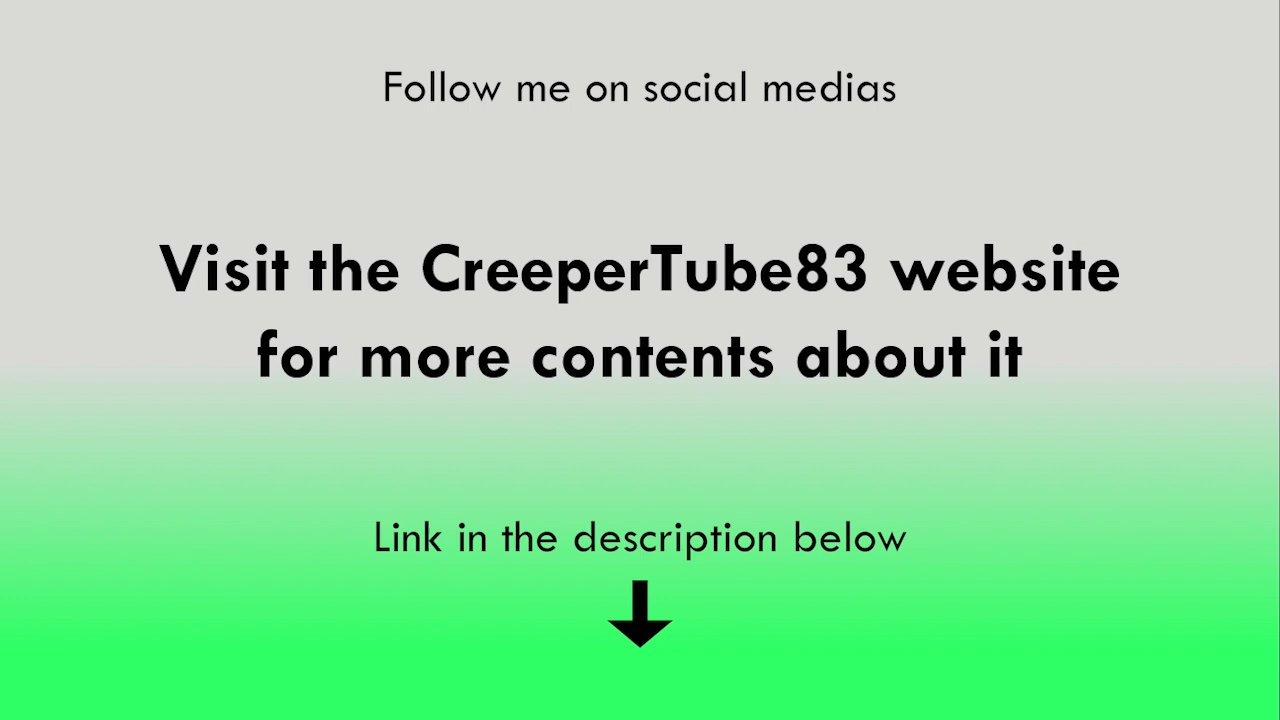 Follow me on social medias
Visit the CreeperTube83 website
for more contents about it
Link in the description below